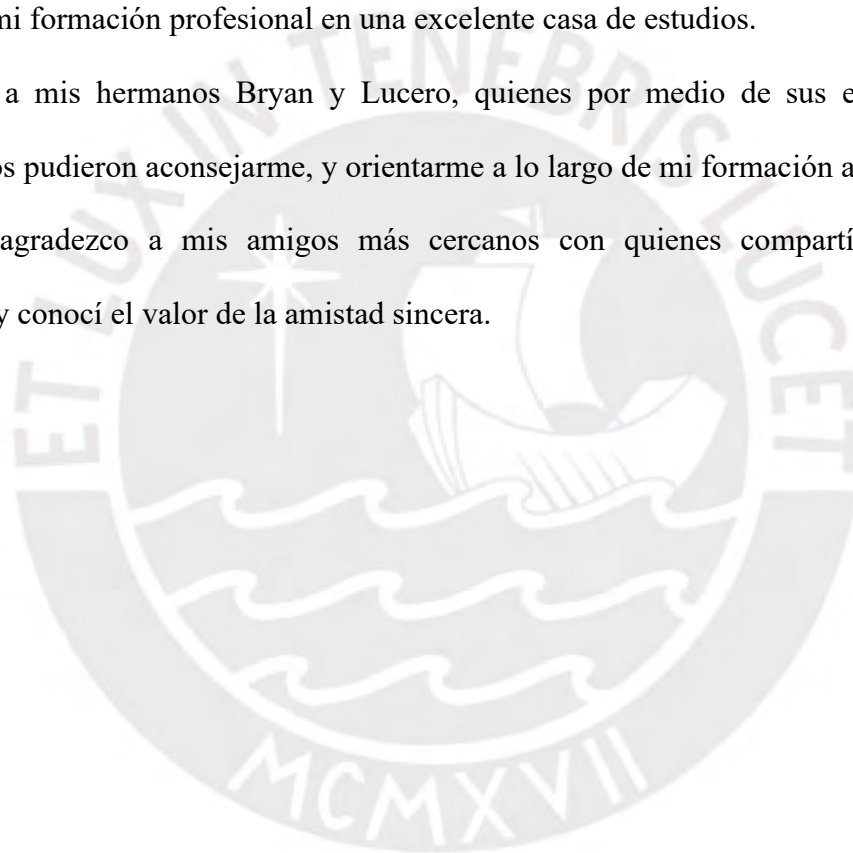 mi formación profesional en una excelente casa de estudios.
a mis hermanos Bryan y Lucero, quienes por medio de sus
pudieron aconsejarme, y orientarme a lo largo de mi formación
agradezco a mis amigos más cercanos con quienes compartí
y conocí el valor de la amistad sincera.
ET LUX IN TENEBRIS LUCET
MCMXVII